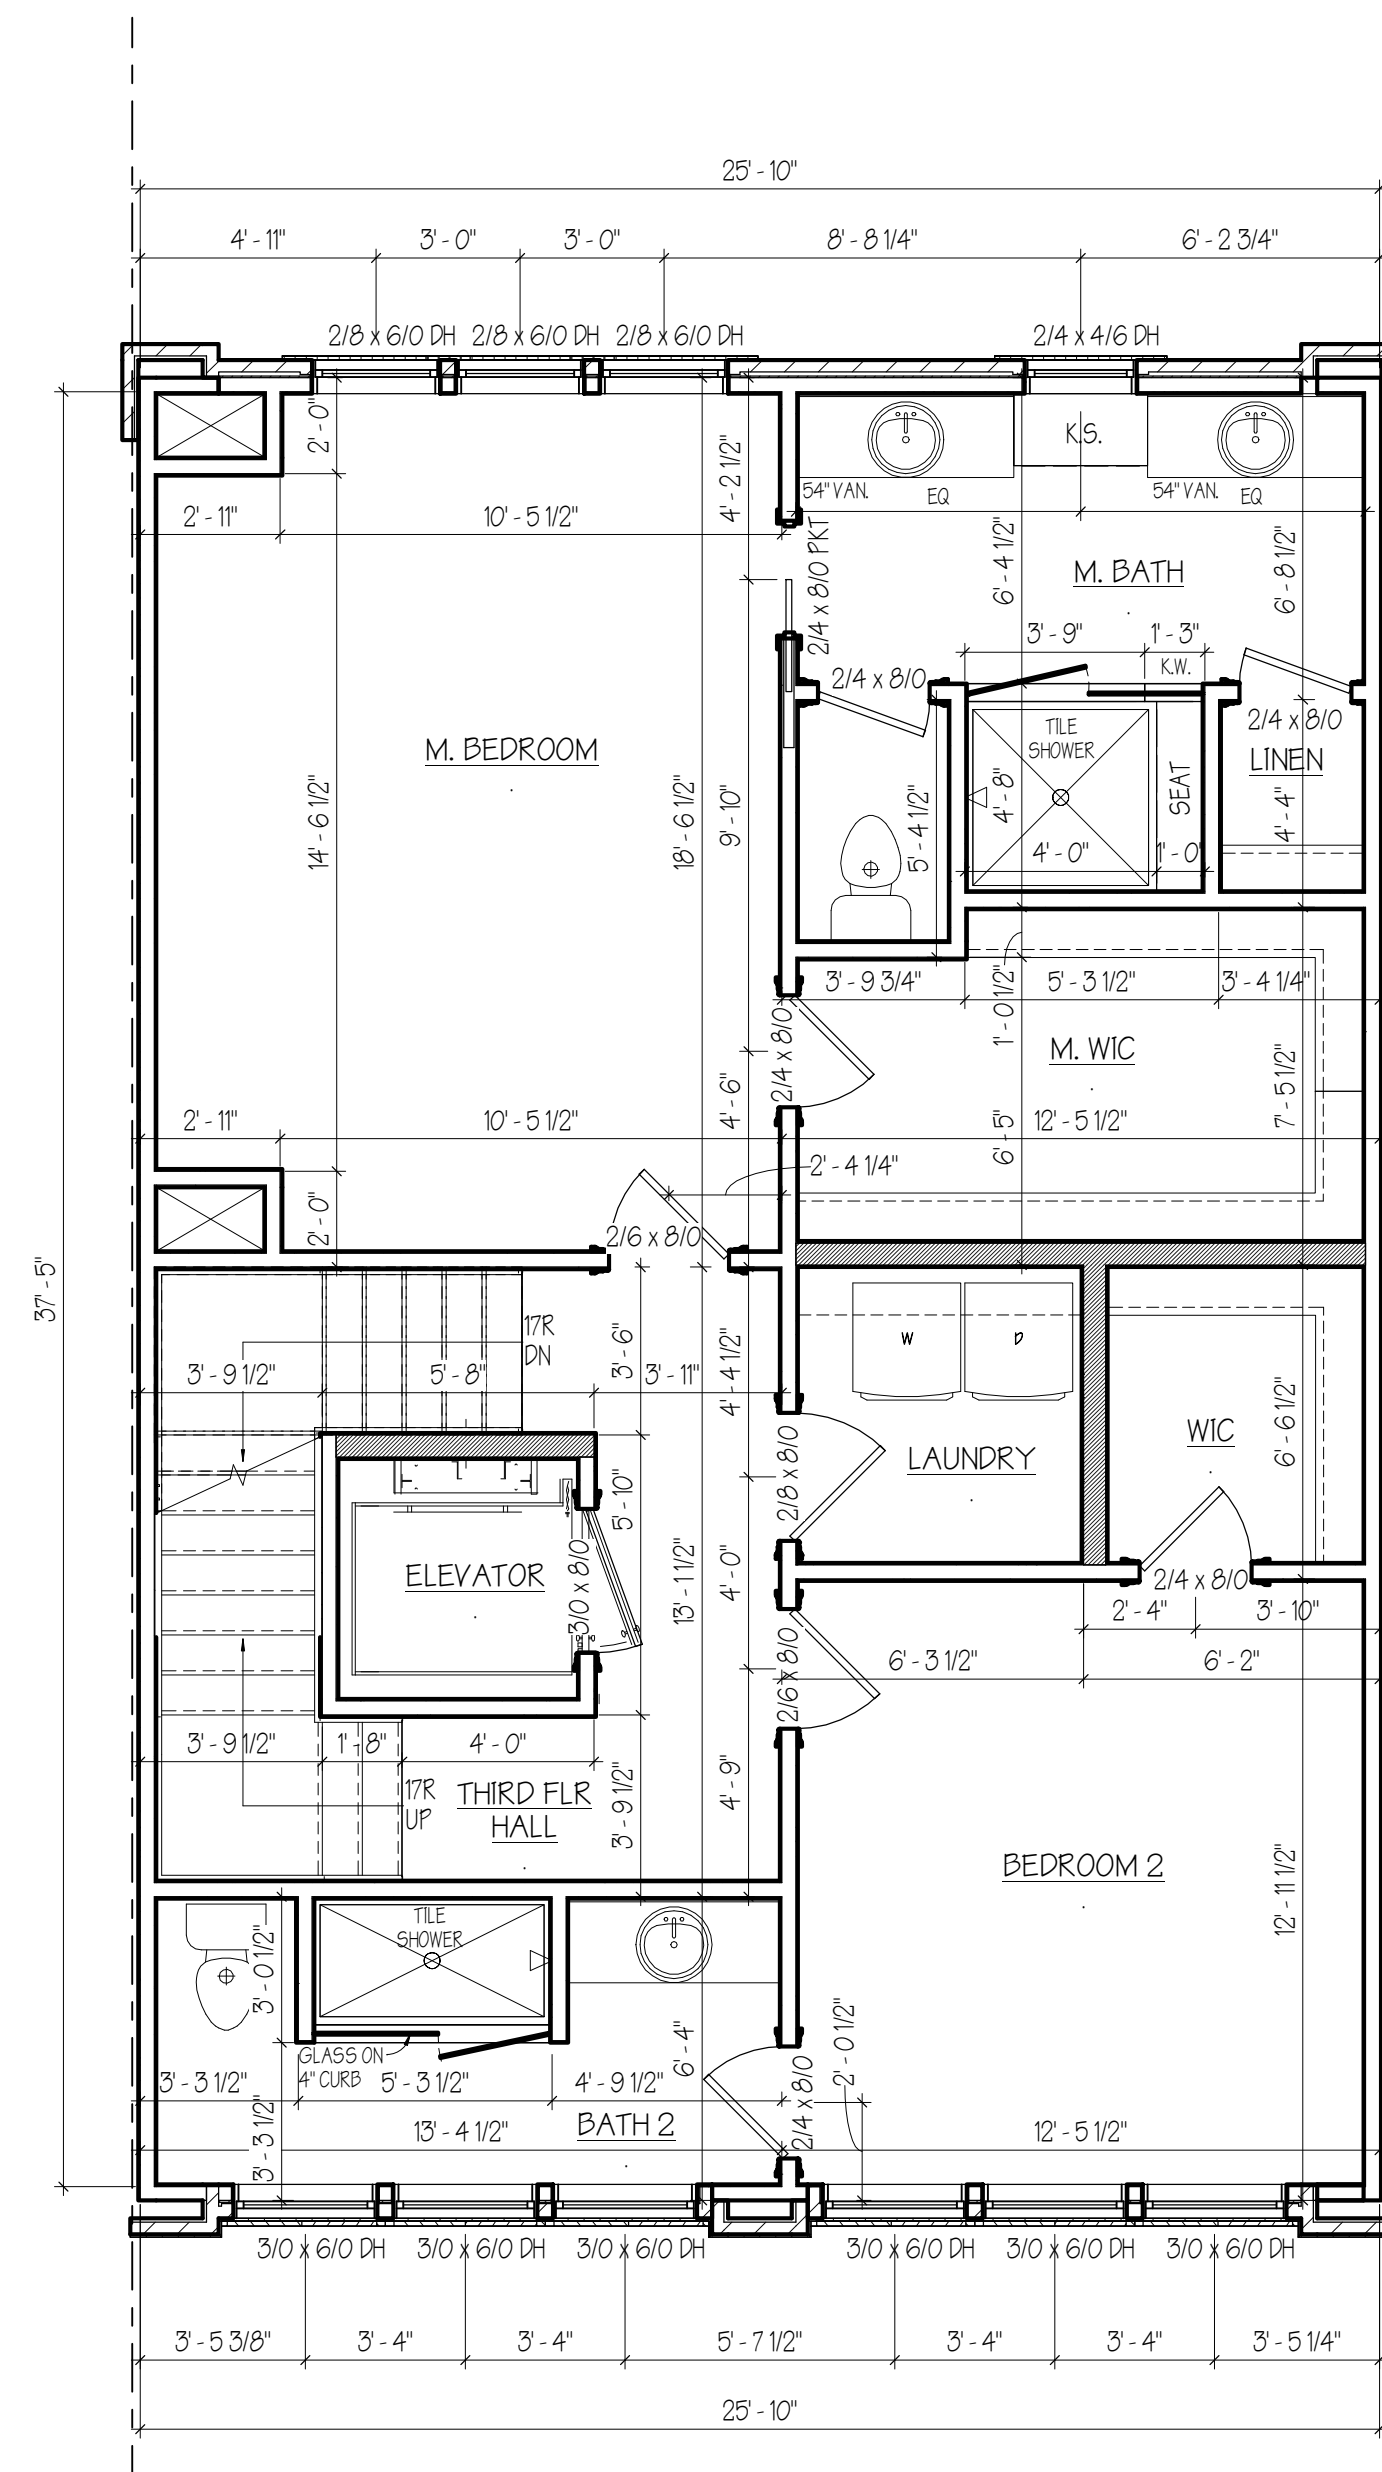 25' - 10"
4' - 11"
3' - 0"
3' - 0"
8' - 8 1/4"
6' - 2 3/4"
2/8 x 6/0 DH
2/8 x 6/0 DH
2/8 x 6/0 DH
2/4 x 4/6 DH
2' - 0"
4' - 2 1/2"
K.S.
54" VAN.
EQ
54" VAN.
EQ
2' - 11"
10' - 5 1/2"
2/4 x 8/0 PKT
6' - 4 1/2"
M. BATH
6' - 8 1/2"
3' - 9"
1' - 3"
K.W.
2/4 x 8/0
2/4 x 8/0
TILE
SHOWER
LINEN
M. BEDROOM
14' - 6 1/2"
18' - 6 1/2"
9' - 10"
5' - 4 1/2"
4' - 8"
SEAT
4' - 4"
4' - 0"
1' - 0"
3' - 9 3/4"
5' - 3 1/2"
3' - 4 1/4"
1' - 0 1/2"
2/4 x 8/0
M. WIC
7' - 5 1/2"
2' - 11"
10' - 5 1/2"
4' - 6"
6' - 5"
12' - 5 1/2"
2' - 4 1/4"
2' - 0"
2/6 x 8/0
37' - 5"
17R
DN
3' - 6"
4' - 4 1/2"
W
D
3' - 9 1/2"
5' - 8"
3' - 11"
6' - 6 1/2"
WIC
LAUNDRY
2/8 x 8/0
5' - 10"
ELEVATOR
3/0 x 8/0
13' - 1 1/2"
4' - 0"
2/4 x 8/0
2' - 4"
3' - 10"
2/6 x 8/0
6' - 3 1/2"
6' - 2"
3' - 9 1/2"
1' - 8"
4' - 0"
17R
UP
THIRD FLR
HALL
3' - 9 1/2"
4' - 9"
BEDROOM 2
12' - 11 1/2"
TILE
SHOWER
3' - 0 1/2"
GLASS ON
4" CURB
6' - 4"
2' - 0 1/2"
2/4 x 8/0
3' - 3 1/2"
5' - 3 1/2"
4' - 9 1/2"
3' - 3 1/2"
13' - 4 1/2"
BATH 2
12' - 5 1/2"
3/0 x 6/0 DH
3/0 x 6/0 DH
3/0 x 6/0 DH
3/0 x 6/0 DH
3/0 x 6/0 DH
3/0 x 6/0 DH
3' - 5 3/8"
3' - 4"
3' - 4"
5' - 7 1/2"
3' - 4"
3' - 4"
3' - 5 1/4"
25' - 10"